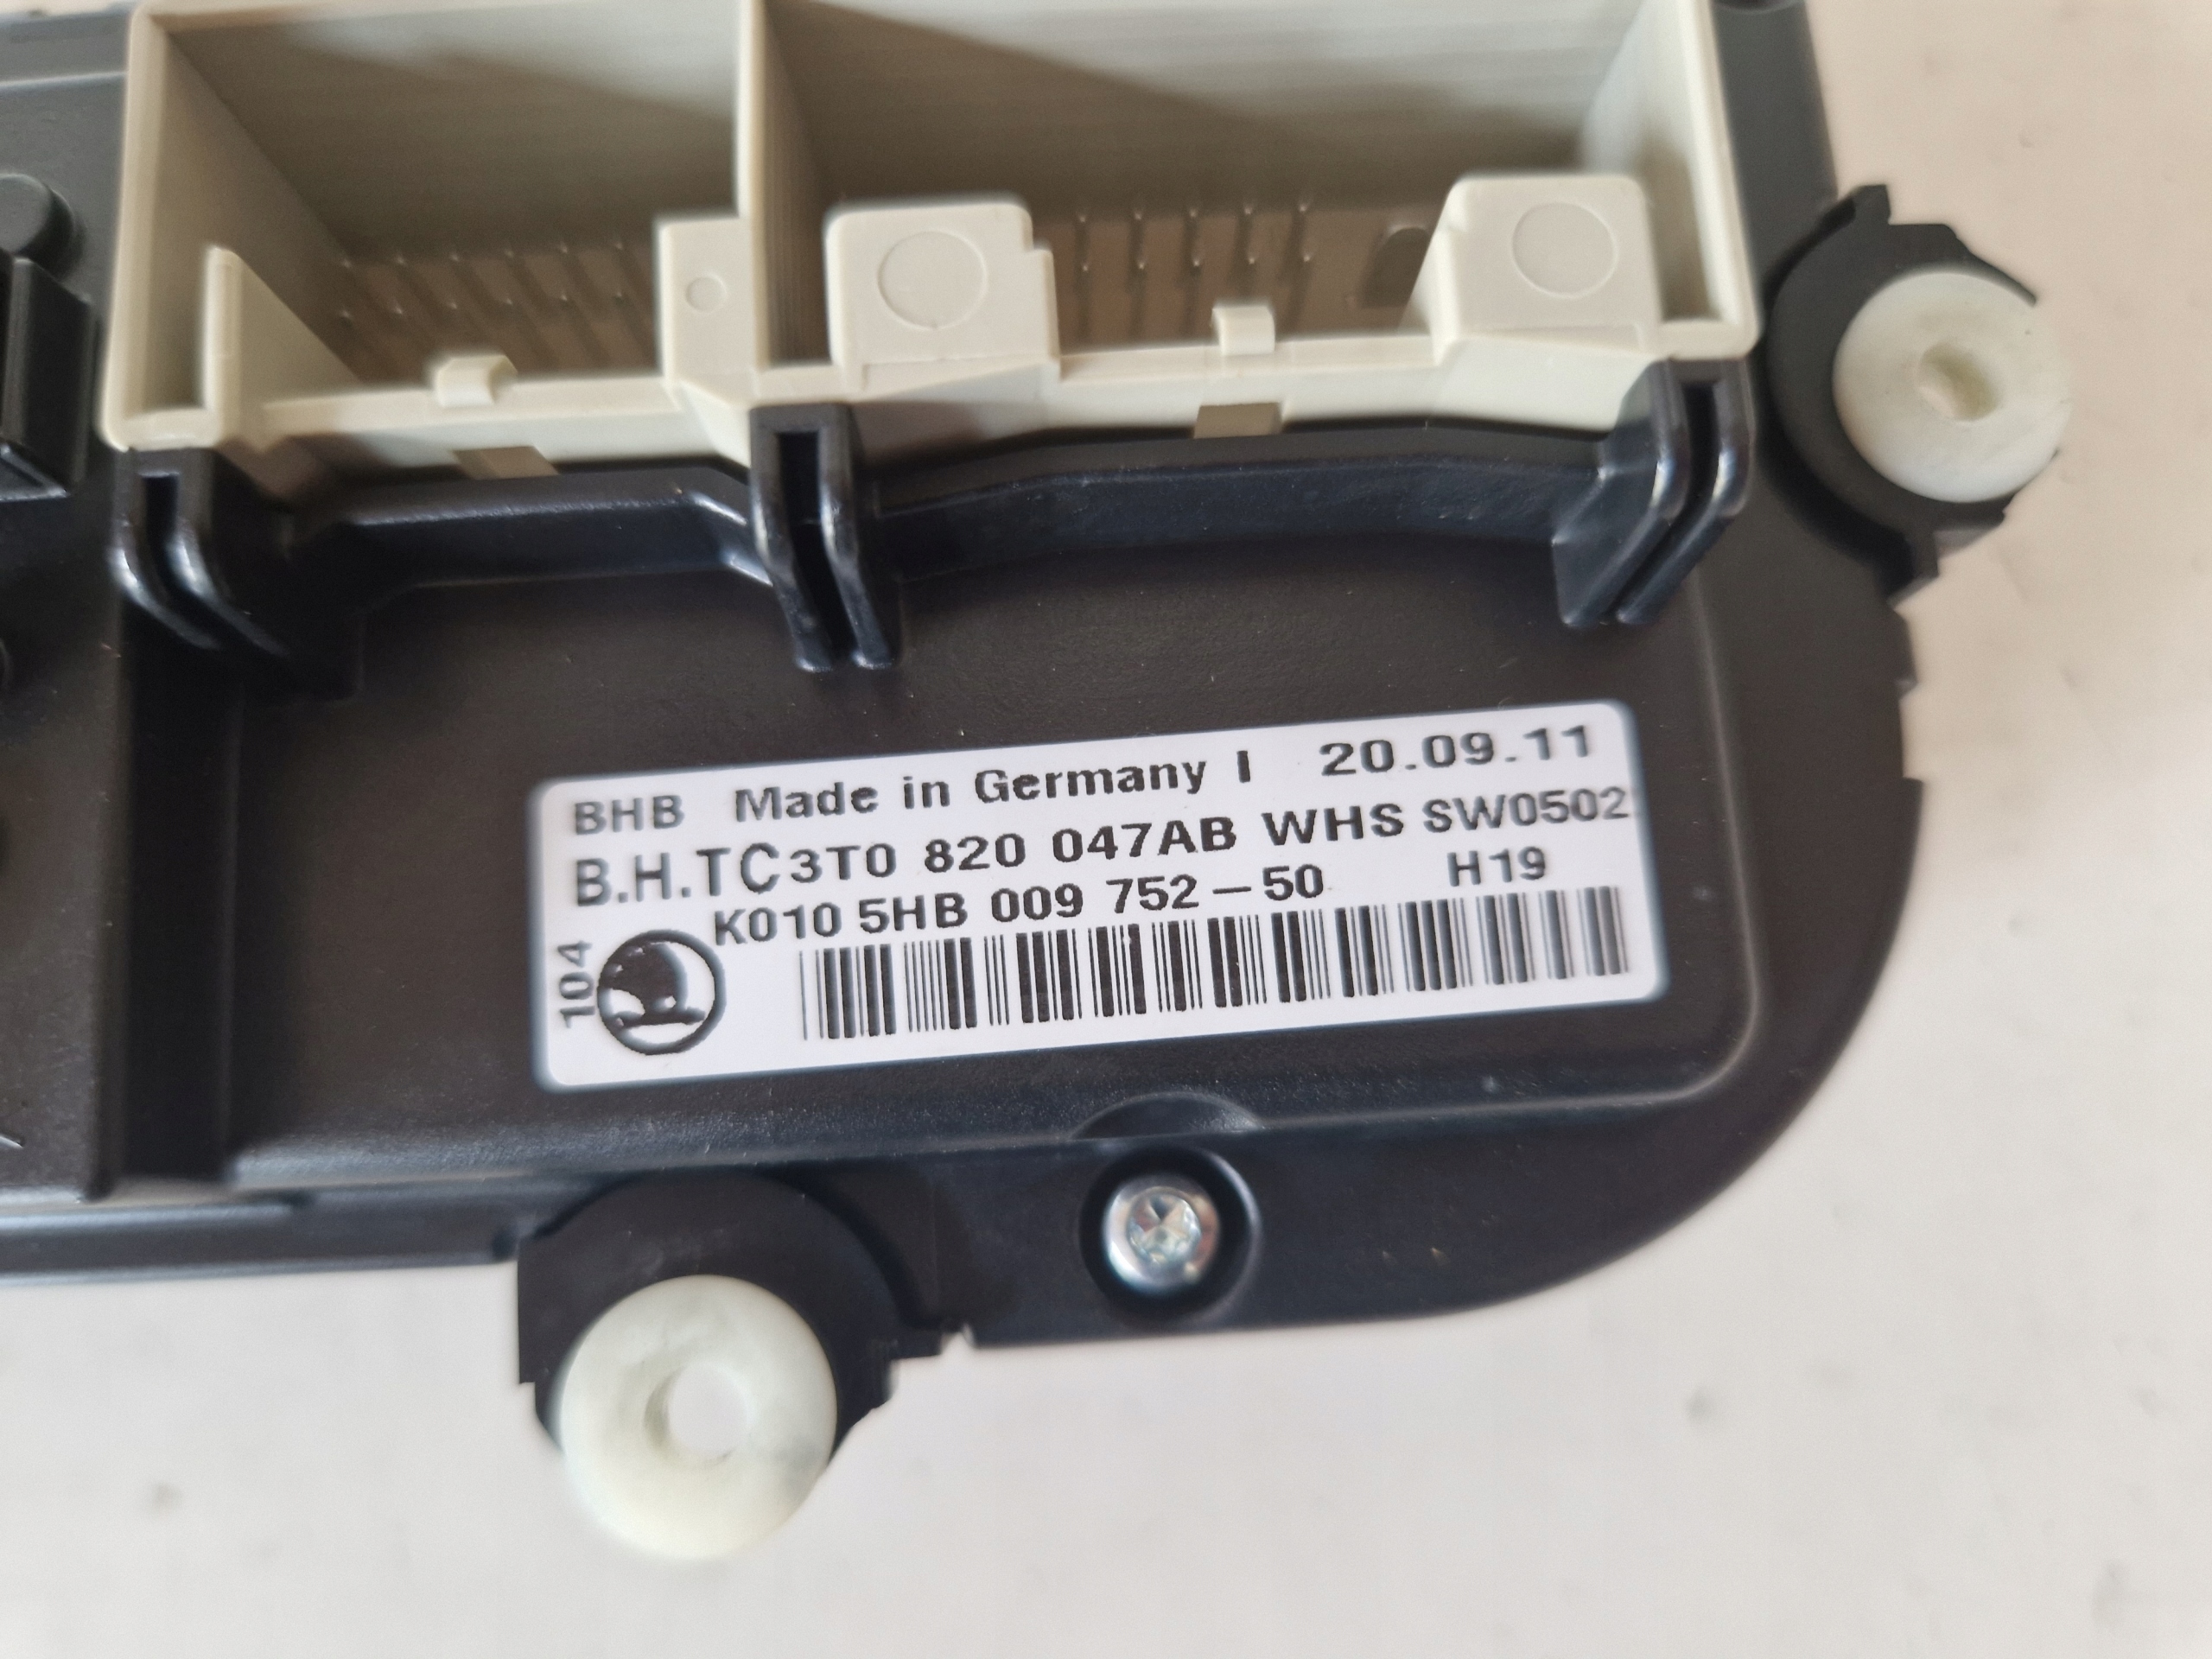 BHB Made in Germany I 20.09.11
B.H.TC 3T0 820 047AB WHS SW0502
K010 5HB 009 752-50 H19
104